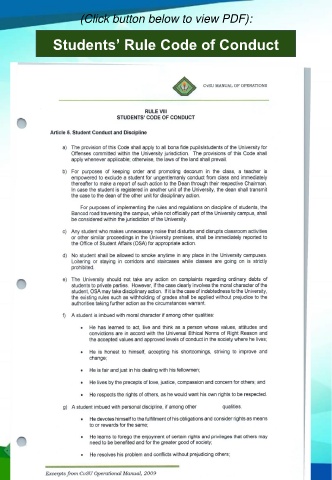 (Click button below to view PDF):
Students' Rule Code of Conduct
CvSU MANUAL OF OPERATIONS
RULE VIII
STUDENTS' CODE OF CONDUCT
Article 6. Student Conduct and Discipline
a) The provision of this Code shall apply to all bona fide pupils/students of the University for
Offenses committed within the University jurisdiction. The provisions of this Code shall
apply whenever applicable; otherwise, the laws of the land shall prevail.
b) For purposes of keeping order and promoting decorum in the class, a teacher is
empowered to exclude a student for ungentlemanly conduct from class and immediately
thereafter to make a report of such action to the Dean through their respective Chairman.
In case the student is registered in another unit of the University, the dean shall transmit
the case to the dean of the other unit for disciplinary action.
For purposes of implementing the rules and regulations on discipline of students, the
Bancod road traversing the campus, while not officially part of the University campus, shall
be considered within the jurisdiction of the University.
c) Any student who makes unnecessary noise that disturbs and disrupts classroom activities
or other similar proceedings in the University premises, shall be immediately reported to
the Office of Student Affairs (OSA) for appropriate action.
d) No student shall be allowed to smoke anytime in any place in the University campuses.
Loitering or staying in corridors and staircases while classes are going on is strictly
prohibited.
e) The University should not take any action on complaints regarding ordinary debts of
students to private parties. However, if the case clearly involves the moral character of the
student, OSA may take disciplinary action. If it is the case of indebtedness to the University,
the existing rules such as withholding of grades shall be applied without prejudice to the
authorities taking further action as the circumstances warrant.
f) A student is imbued with moral character if among other qualities:
• He has learned to act, live and think as a person whose values, attitudes and
convictions are in accord with the Universal Ethical Norms of Right Reason and
the accepted values and approved levels of conduct in the society where he lives;
• He is honest to himself, accepting his shortcomings, striving to improve and
change;
• He is fair and just in his dealing with his fellowmen;
• He lives by the precepts of love, justice, compassion and concern for others; and
• He respects the rights of others, as he would want his own rights to be respected.
g) A student imbued with personal discipline, if among other qualities
• He devotes himself to the fulfillment of his obligations and consider rights as means
to or rewards for the same;
• He learns to forego the enjoyment of certain rights and privileges that others may
need to be benefited and for the greater good of society;
• He resolves his problem and conflicts without prejudicing others;
Excerpts from CvSU Operational Manual, 2009